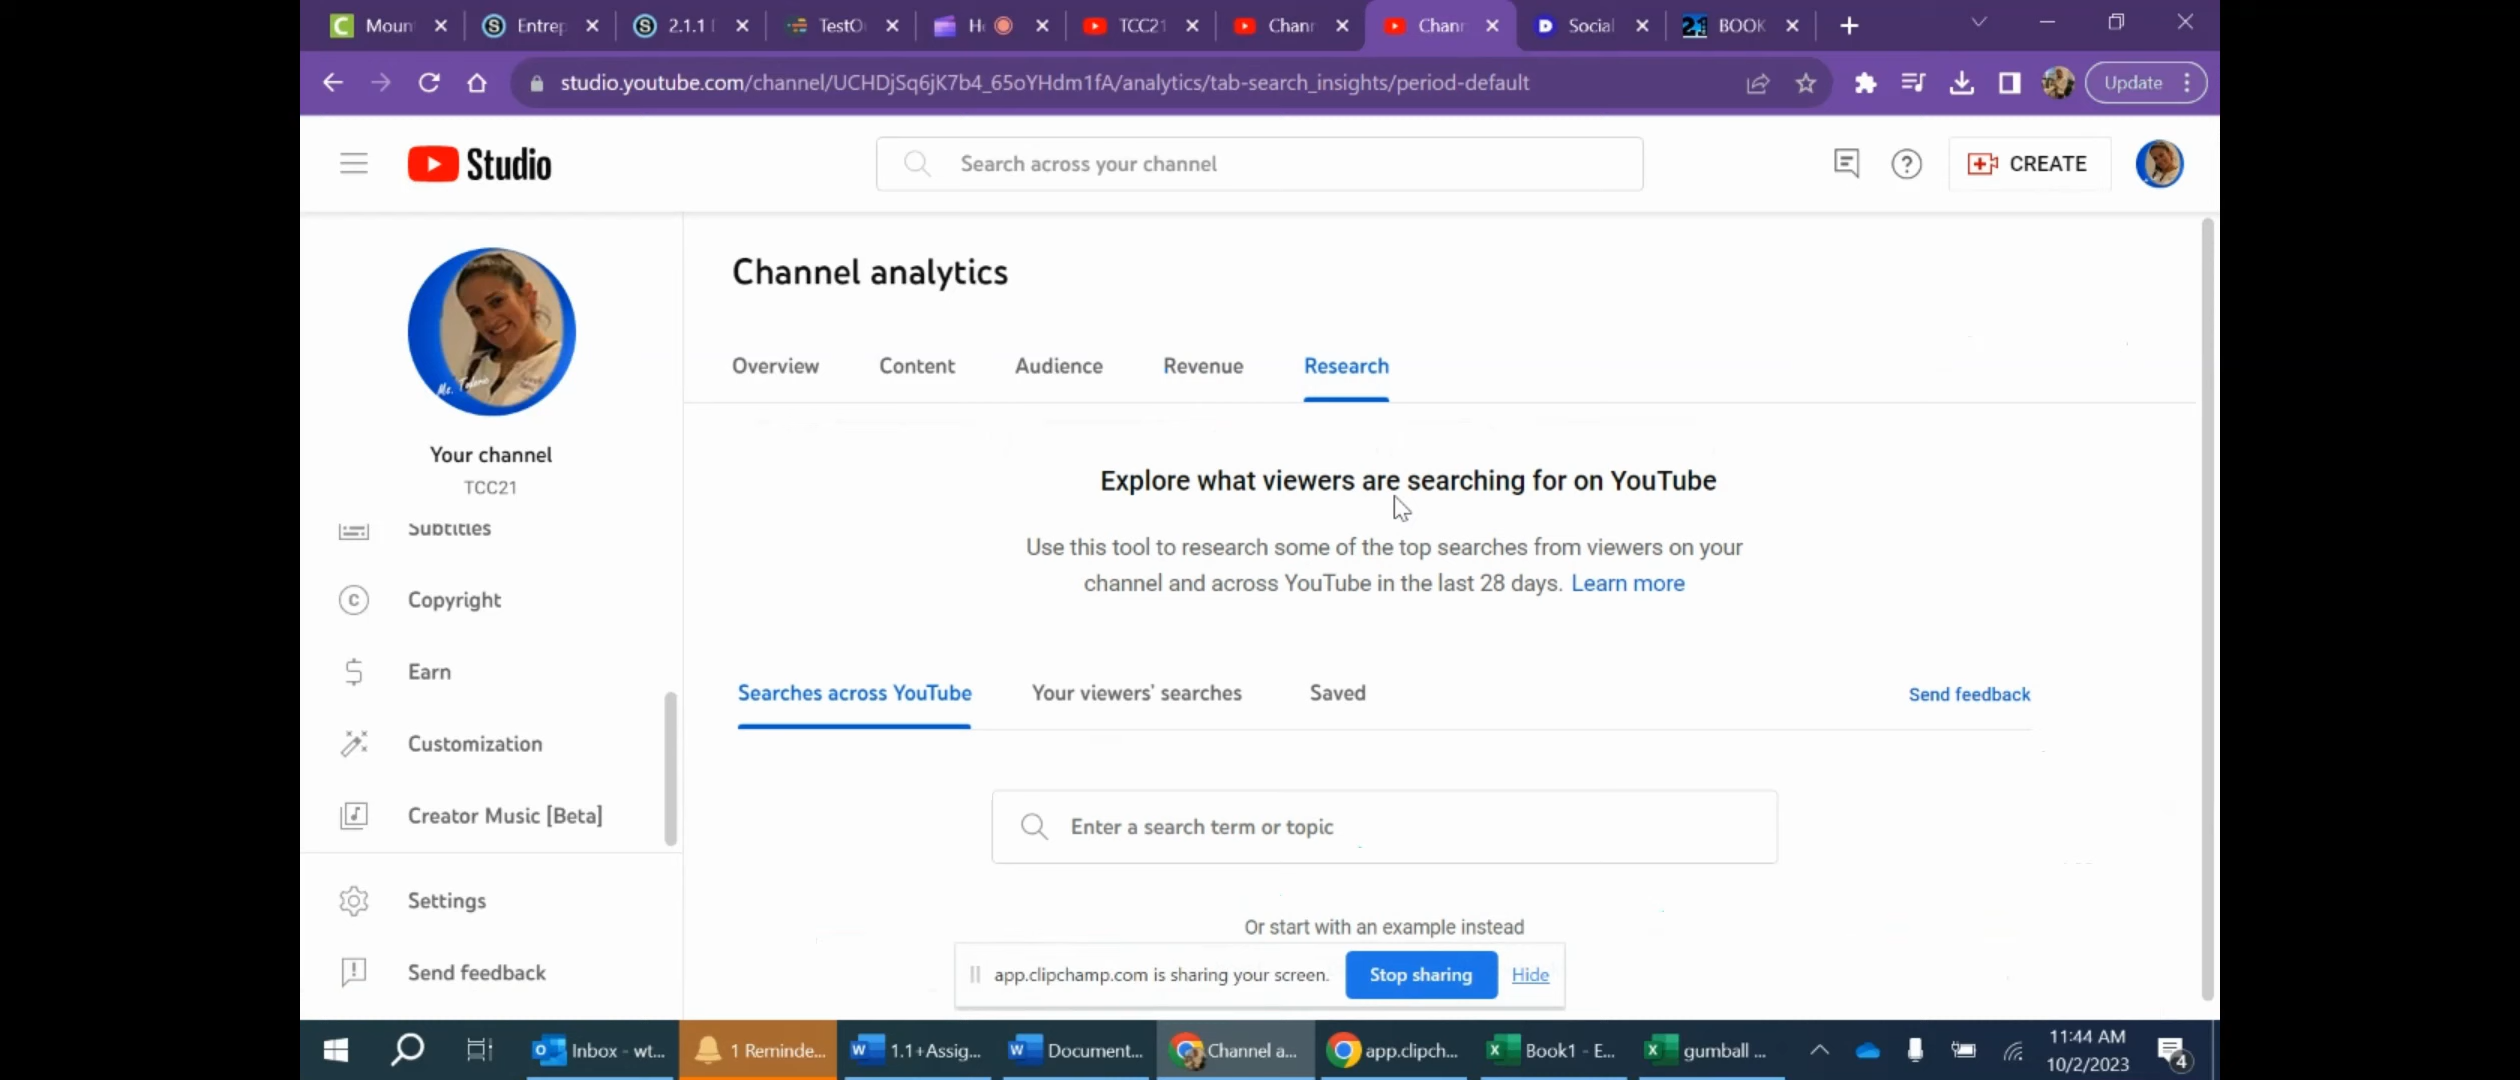 Moun
Entrep
2.1.1
TestO
H
TCC21
Chann
Chann
Social
BOOK
studio.youtube.com/channel/UCHDjSq6jK7b4_65oYHdm1fA/analytics/tab-search_insights/period-default
Update
Studio
Search across your channel
CREATE
Ms. Todaro
Your channel
TCC21
Subtitles
Copyright
Earn
Customization
Creator Music [Beta]
Settings
Send feedback
Channel analytics
Overview Content Audience Revenue Research
Explore what viewers are searching for on YouTube
Use this tool to research some of the top searches from viewers on your
channel and across YouTube in the last 28 days. Learn more
Searches across YouTube Your viewers' searches Saved Send feedback
Enter a search term or topic
Or start with an example instead
app.clipchamp.com is sharing your screen. Stop sharing Hide
Inbox - wt...
1 Reminde...
1.1+Assig...
Document...
Channel a...
app.clipch...
Book1 - E...
gumball ...
11:44 AM
10/2/2023
4